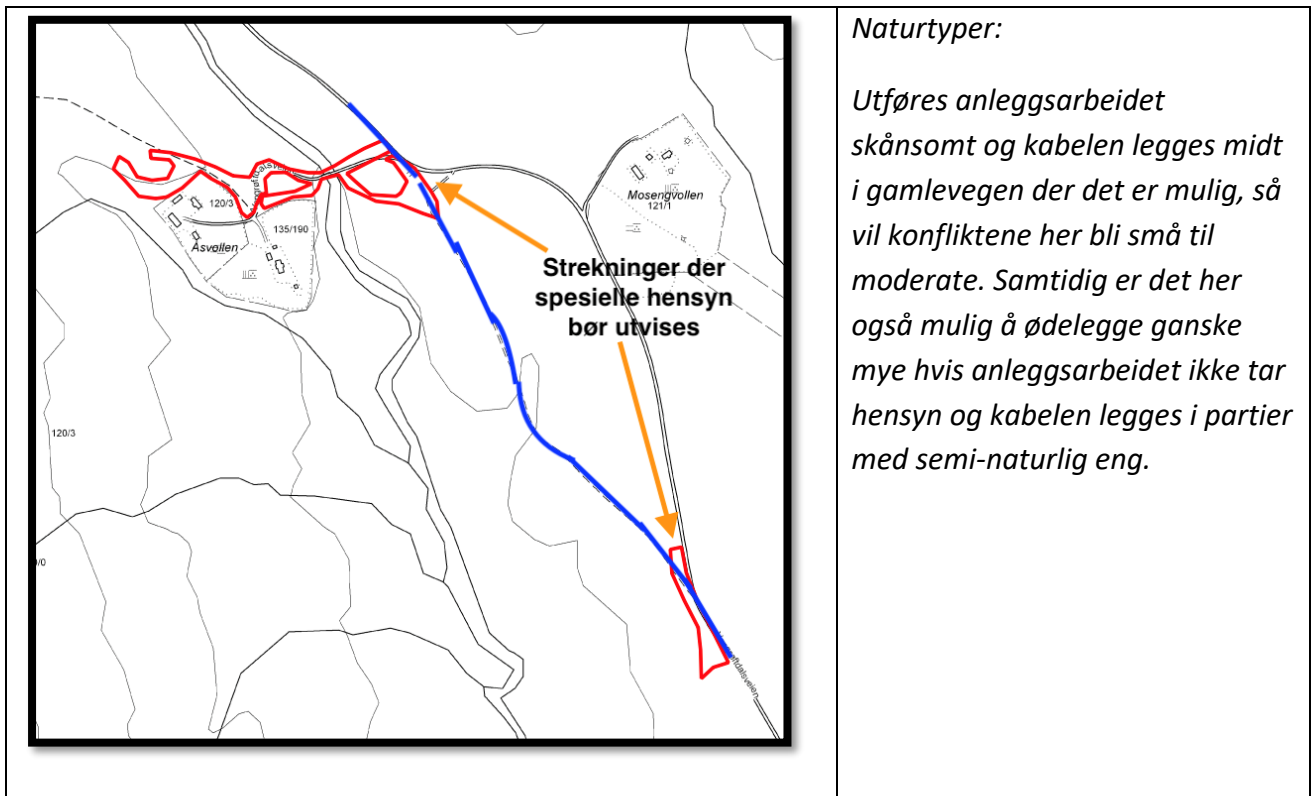 120/3
135/190
Åsvollen
Mosengvollen
121/1
Strekninger der
spesielle hensyn
bør utvises
120/3
Naturtyper:
Utføres anleggsarbeidet
skånsomt og kabelen legges midt
i gamlevegen der det er mulig, så
vil konfliktene her bli små til
moderate. Samtidig er det her
også mulig å ødelegge ganske
mye hvis anleggsarbeidet ikke tar
hensyn og kabelen legges i partier
med semi-naturlig eng.